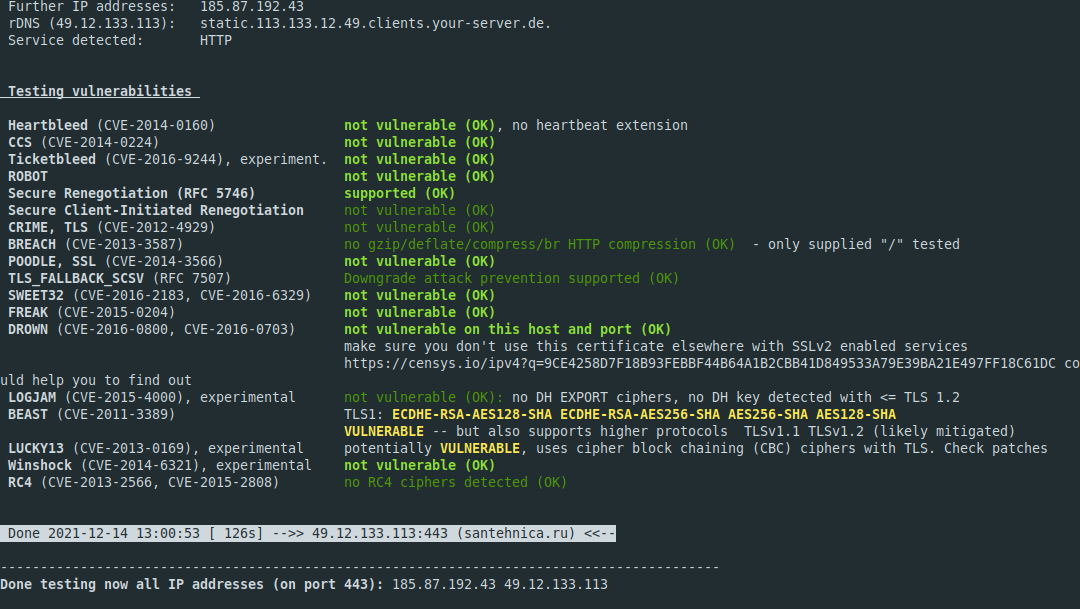 Further IP addresses:   185.87.192.43
rDNS (49.12.133.113):   static.113.133.12.49.clients.your-server.de.
Service detected:       HTTP
Testing vulnerabilities
Heartbleed (CVE-2014-0160)                not vulnerable (OK), no heartbeat extension
CCS (CVE-2014-0224)                       not vulnerable (OK)
Ticketbleed (CVE-2016-9244), experiment.  not vulnerable (OK)
ROBOT                                     not vulnerable (OK)
Secure Renegotiation (RFC 5746)           supported (OK)
Secure Client-Initiated Renegotiation     not vulnerable (OK)
CRIME, TLS (CVE-2012-4929)                not vulnerable (OK)
BREACH (CVE-2013-3587)                    no gzip/deflate/compress/br HTTP compression (OK)  - only supplied "/" tested
POODLE, SSL (CVE-2014-3566)               not vulnerable (OK)
TLS_FALLBACK_SCSV (RFC 7507)              Downgrade attack prevention supported (OK)
SWEET32 (CVE-2016-2183, CVE-2016-6329)    not vulnerable (OK)
FREAK (CVE-2015-0204)                     not vulnerable (OK)
DROWN (CVE-2016-0800, CVE-2016-0703)      not vulnerable on this host and port (OK)
make sure you don't use this certificate elsewhere with SSLv2 enabled services
https://censys.io/ipv4?q=9CE4258D7F18B93FEBBF44B64A1B2CBB41D849533A79E39BA21E497FF18C61DC co
uld help you to find out
LOGJAM (CVE-2015-4000), experimental      not vulnerable (OK): no DH EXPORT ciphers, no DH key detected with <= TLS 1.2
BEAST (CVE-2011-3389)                     TLS1: ECDHE-RSA-AES128-SHA ECDHE-RSA-AES256-SHA AES256-SHA AES128-SHA
VULNERABLE -- but also supports higher protocols  TLSv1.1 TLSv1.2 (likely mitigated)
LUCKY13 (CVE-2013-0169), experimental     potentially VULNERABLE, uses cipher block chaining (CBC) ciphers with TLS. Check patches
Winshock (CVE-2014-6321), experimental    not vulnerable (OK)
RC4 (CVE-2013-2566, CVE-2015-2808)        no RC4 ciphers detected (OK)
Done 2021-12-14 13:00:53 [ 126s] -->> 49.12.133.113:443 (santehnica.ru) <<--
------------------------------------------------------------------------------------------
Done testing now all IP addresses (on port 443): 185.87.192.43 49.12.133.113